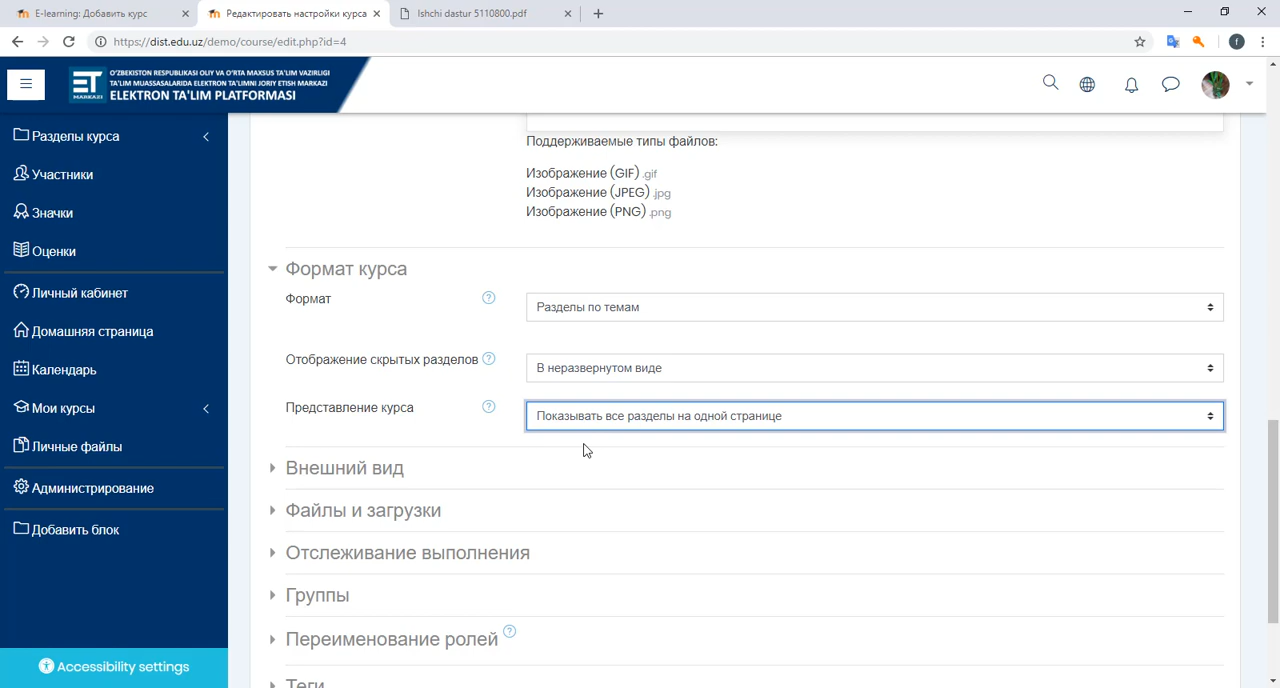 E-learning: Добавить курс
Редактировать настройки курса
Ishchi dastur 5110800.pdf
https://dist.edu.uz/demo/course/edit.php?id=4
f
O'ZBEKISTON RESPUBLIKASI OLIY VA O'RTA MAXSUS TA'LIM VAZIRLIGI
TA'LIM MUASSASALARIDA ELEKTRON TA'LIMNI JORIY ETISH MARKAZI
ELEKTRON TA'LIM PLATFORMASI
ET
MARKAZI
Разделы курса
Участники
Значки
Оценки
Личный кабинет
Домашняя страница
Календарь
Мои курсы
Личные файлы
Администрирование
Добавить блок
Accessibility settings
Поддерживаемые типы файлов:
Изображение (GIF) .gif
Изображение (JPEG) .jpg
Изображение (PNG) .png
Формат курса
Формат
Разделы по темам
Отображение скрытых разделов
В неразвернутом виде
Представление курса
Показывать все разделы на одной странице
Внешний вид
Файлы и загрузки
Отслеживание выполнения
Группы
Переименование ролей
Теги